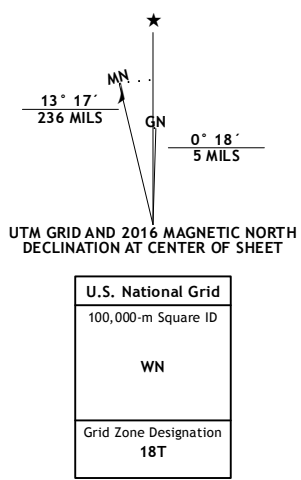 MN
GN
13° 17´
236 MILS
0° 18´
5 MILS
UTM GRID AND 2016 MAGNETIC NORTH
DECLINATION AT CENTER OF SHEET
U.S. National Grid
100,000-m Square ID
WN
Grid Zone Designation
18T